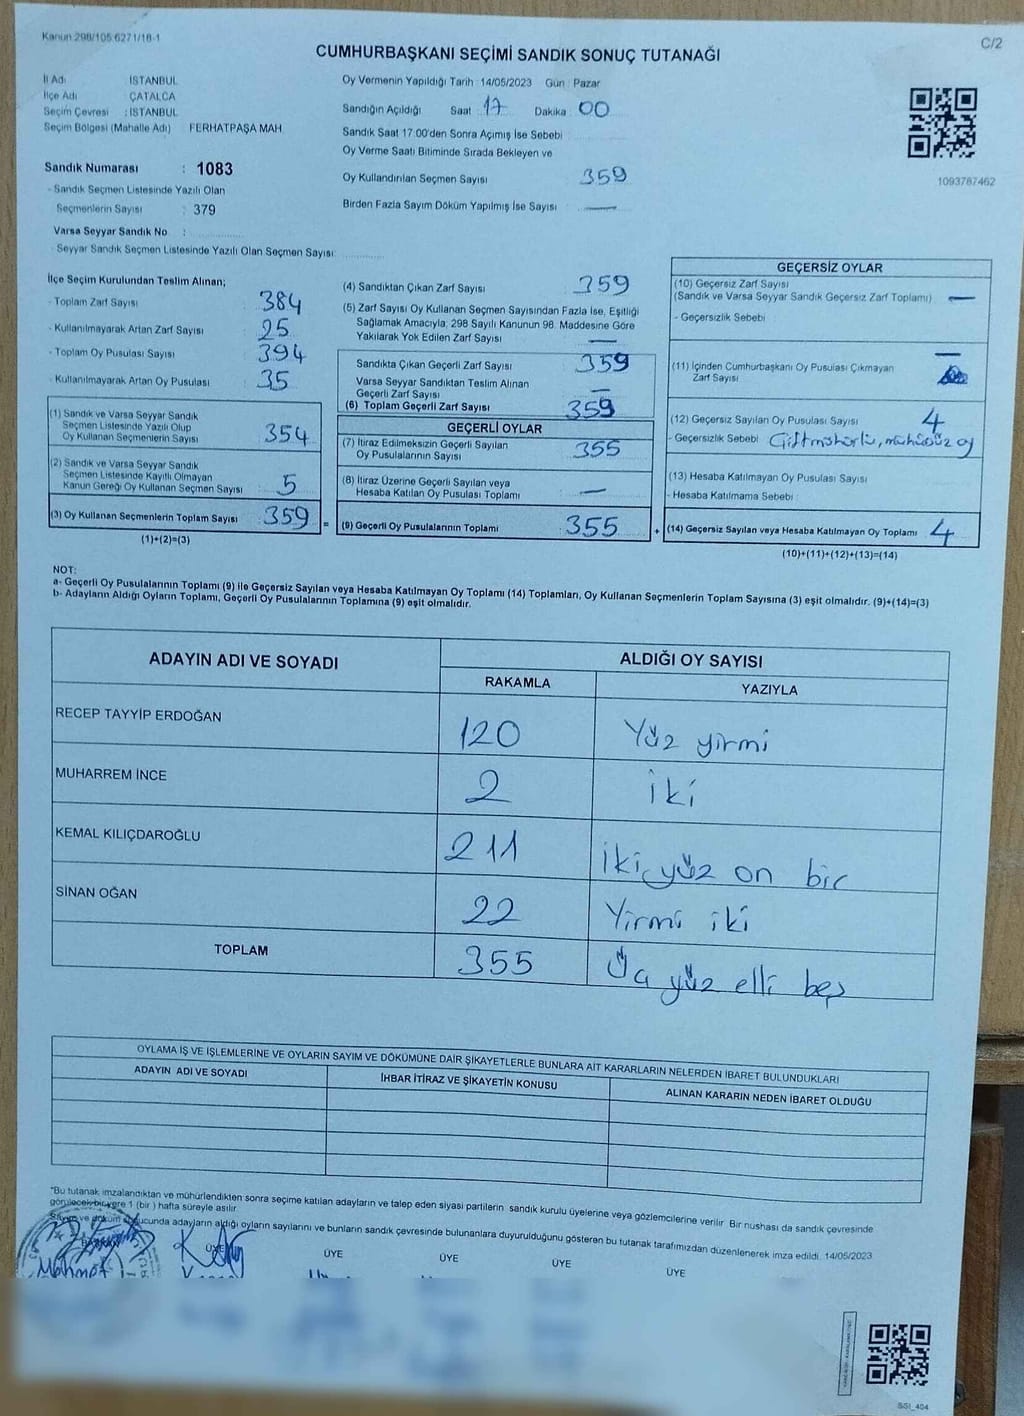 Kanun 298/105 6271/18-1
C/2
CUMHURBAŞKANI SEÇİMİ SANDIK SONUÇ TUTANAĞI
İl Adı İSTANBUL
İlçe Adı ÇATALCA
Seçim Çevresi : İSTANBUL
Seçim Bölgesi (Mahalle Adı) FERHATPAŞA MAH
Sandık Numarası : 1083
- Sandık Seçmen Listesinde Yazılı Olan
Seçmenlerin Sayısı : 379
Varsa Seyyar Sandık No :
- Seyyar Sandık Seçmen Listesinde Yazılı Olan Seçmen Sayısı:
Oy Vermenin Yapıldığı Tarih : 14/05/2023 Gün : Pazar
Sandığın Açıldığı Saat : 17 Dakika : 00
Sandık Saat 17:00'den Sonra Açımış İse Sebebi
Oy Verme Saati Bitiminde Sırada Bekleyen ve
Oy Kullandırılan Seçmen Sayısı 359
Birden Fazla Sayım Döküm Yapılmış İse Sayısı —
1093787462
İlçe Seçim Kurulundan Teslim Alınan;
- Toplam Zarf Sayısı 384
- Kullanılmayarak Artan Zarf Sayısı 25
- Toplam Oy Pusulası Sayısı 394
- Kullanılmayarak Artan Oy Pusulası 35
(1) Sandık ve Varsa Seyyar Sandık
Seçmen Listesinde Yazılı Olup
Oy Kullanan Seçmenlerin Sayısı 354
(2) Sandık ve Varsa Seyyar Sandık
Seçmen Listesinde Kayıtlı Olmayan
Kanun Gereği Oy Kullanan Seçmen Sayısı 5
(3) Oy Kullanan Seçmenlerin Toplam Sayısı 359 =
(1)+(2)=(3)
(4) Sandıktan Çıkan Zarf Sayısı 359
(5) Zarf Sayısı Oy Kullanan Seçmen Sayısından Fazla İse, Eşitliği
Sağlamak Amacıyla, 298 Sayılı Kanunun 98. Maddesine Göre
Yakılarak Yok Edilen Zarf Sayısı —
Sandıkta Çıkan Geçerli Zarf Sayısı 359
Varsa Seyyar Sandıktan Teslim Alınan
Geçerli Zarf Sayısı —
(6) Toplam Geçerli Zarf Sayısı 359
GEÇERLİ OYLAR
(7) İtiraz Edilmeksizin Geçerli Sayılan
Oy Pusulalarının Sayısı 355
(8) İtiraz Üzerine Geçerli Sayılan veya
Hesaba Katılan Oy Pusulası Toplamı —
(9) Geçerli Oy Pusulalarının Toplamı 355 +
GEÇERSİZ OYLAR
(10) Geçersiz Zarf Sayısı
(Sandık ve Varsa Seyyar Sandık Geçersiz Zarf Toplamı) —
- Geçersizlik Sebebi
(11) İçinden Cumhurbaşkanı Oy Pusulası Çıkmayan —
Zarf Sayısı
(12) Geçersiz Sayılan Oy Pusulası Sayısı 4
- Geçersizlik Sebebi Çiftmühürlü, mühürsüz oy
(13) Hesaba Katılmayan Oy Pusulası Sayısı
- Hesaba Katılmama Sebebi
(14) Geçersiz Sayılan veya Hesaba Katılmayan Oy Toplamı 4
(10)+(11)+(12)+(13)=(14)
NOT:
a- Geçerli Oy Pusulalarının Toplamı (9) ile Geçersiz Sayılan veya Hesaba Katılmayan Oy Toplamı (14) Toplamları, Oy Kullanan Seçmenlerin Toplam Sayısına (3) eşit olmalıdır. (9)+(14)=(3)
b- Adayların Aldığı Oyların Toplamı, Geçerli Oy Pusulalarının Toplamına (9) eşit olmalıdır.
ADAYIN ADI VE SOYADI ALDIĞI OY SAYISI
RAKAMLA YAZIYLA
RECEP TAYYİP ERDOĞAN 120 Yüz yirmi
MUHARREM İNCE 2 iki
KEMAL KILIÇDAROĞLU 211 iki yüz on bir
SİNAN OĞAN 22 Yirmi iki
TOPLAM 355 Üç yüz elli beş
OYLAMA İŞ VE İŞLEMLERİNE VE OYLARIN SAYIM VE DÖKÜMÜNE DAİR ŞİKAYETLERLE BUNLARA AİT KARARLARIN NELERDEN İBARET BULUNDUKLARI
ADAYIN ADI VE SOYADI İHBAR İTİRAZ VE ŞİKAYETİN KONUSU ALINAN KARARIN NEDEN İBARET OLDUĞU
*Bu tutanak imzalandıktan ve mühürlendikten sonra seçime katılan adayların ve talep eden siyasi partilerin sandık kurulu üyelerine veya gözlemcilerine verilir. Bir nushası da sandık çevresinde
görülecek bir yere 1 (bir ) hafta süreyle asılır
Sayım ve döküm sonucunda adayların aldığı oyların sayılarını ve bunların sandık çevresinde bulunanlara duyurulduğunu gösteren bu tutanak tarafımızdan düzenlenerek imza edildi. 14/05/2023
ÜYE ÜYE ÜYE ÜYE ÜYE
Mehmet
SSI_404